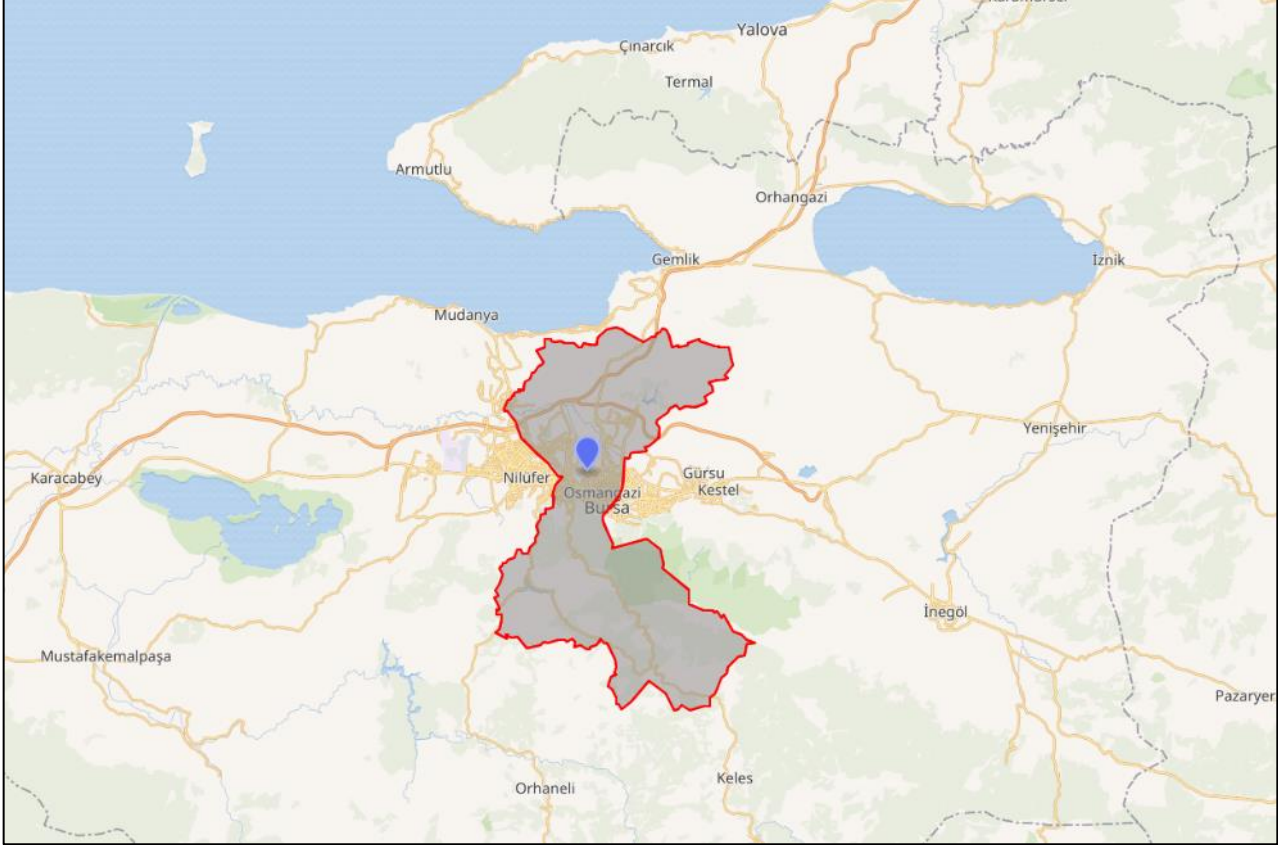 Yalova
Çınarcık
Termal
Armutlu
Orhangazi
Gemlik
İznik
Mudanya
Yenişehir
Karacabey
Nilüfer
Gürsu
Kestel
Osmangazi
Bursa
İnegöl
Mustafakemalpaşa
Pazaryer
Keles
Orhaneli